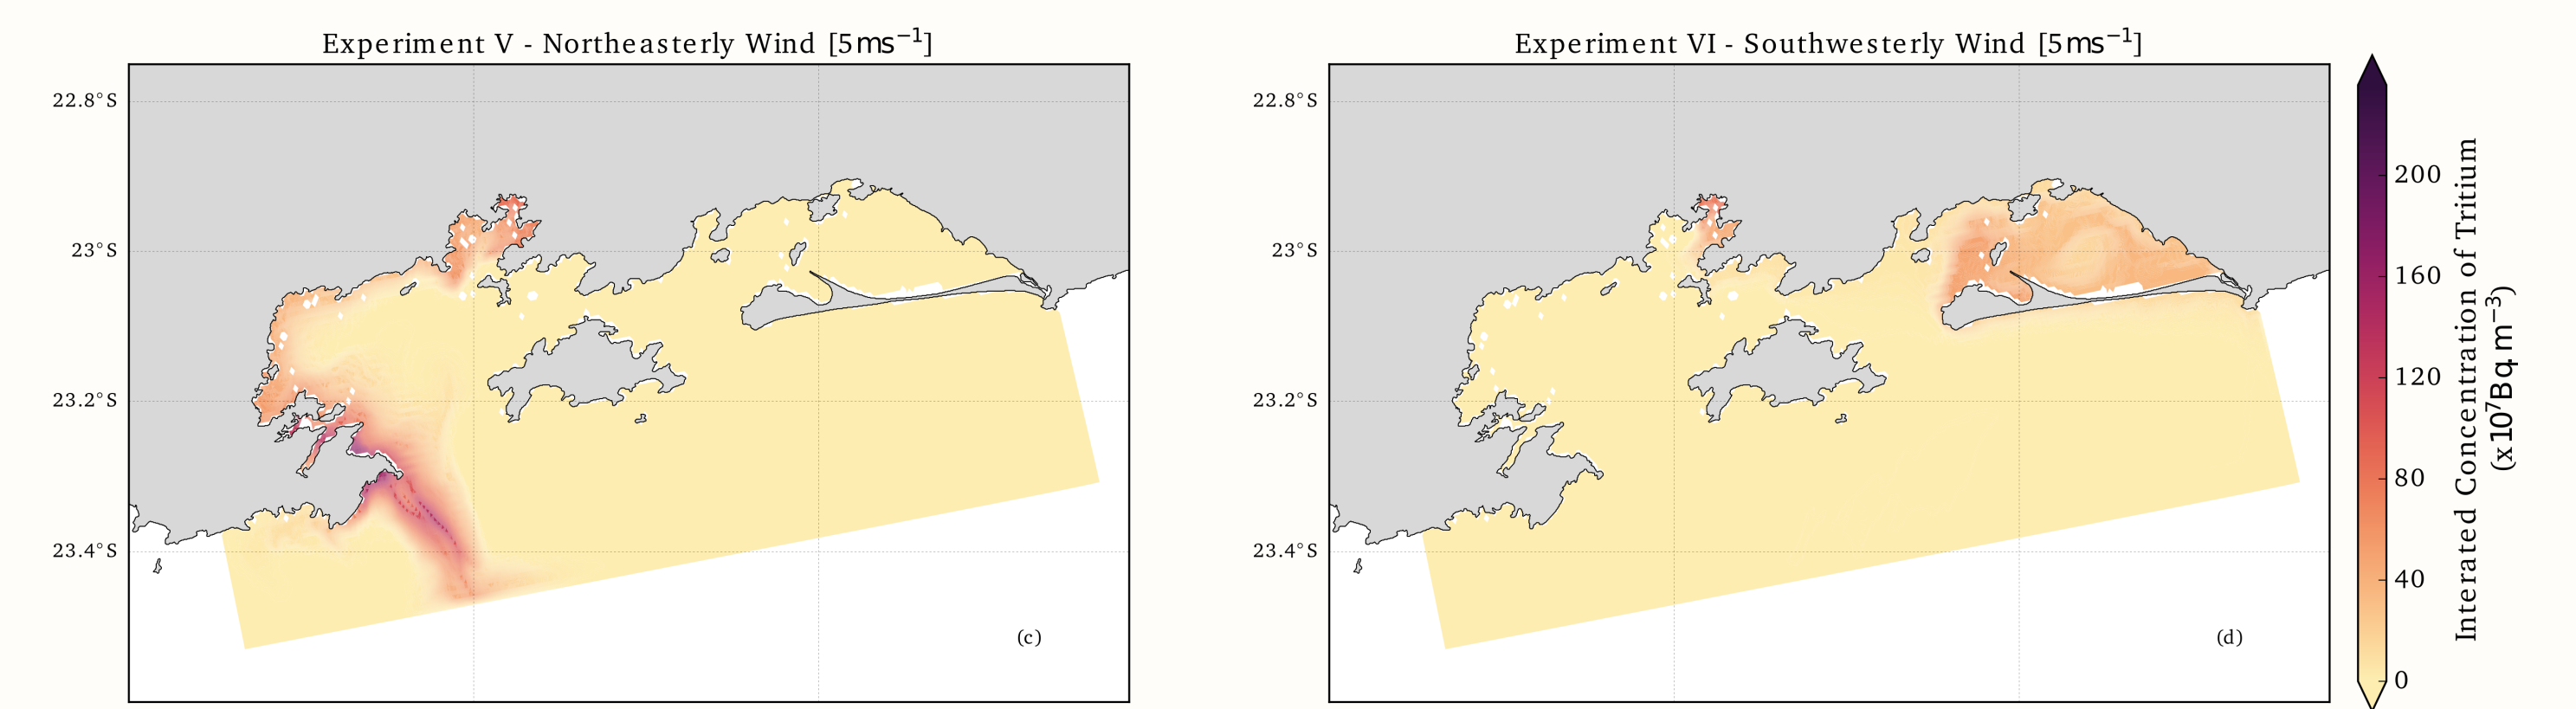 Experiment V - Northeasterly Wind [5ms⁻¹]
22.8°S
23°S
23.2°S
23.4°S
(c)
Experiment VI - Southwesterly Wind [5ms⁻¹]
22.8°S
23°S
23.2°S
23.4°S
(d)
200
160
120
80
40
0
Interated Concentration of Tritium
(x10⁷Bq.m⁻³)